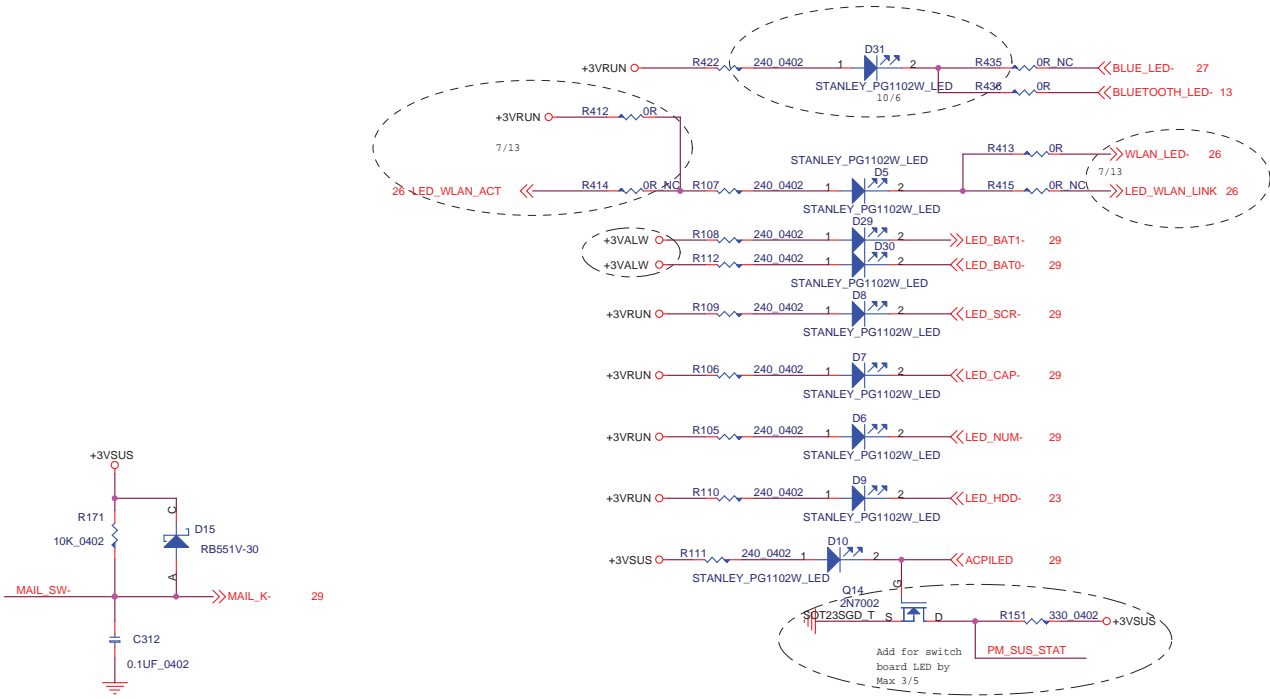 D31
+3VRUN R422 240_0402 1 2 R435 0R_NC BLUE_LED- 27
STANLEY_PG1102W_LED
10/6
R436 0R BLUETOOTH_LED- 13
+3VRUN R412 0R
7/13
R413 0R WLAN_LED- 26
7/13
STANLEY_PG1102W_LED
D5
26 LED_WLAN_ACT R414 0R_NC R107 240_0402 1 2 R415 0R_NC LED_WLAN_LINK 26
STANLEY_PG1102W_LED
D29
+3VALW R108 240_0402 1 2 LED_BAT1- 29
D30
+3VALW R112 240_0402 1 2 LED_BAT0- 29
STANLEY_PG1102W_LED
D8
+3VRUN R109 240_0402 1 2 LED_SCR- 29
STANLEY_PG1102W_LED
D7
+3VRUN R106 240_0402 1 2 LED_CAP- 29
STANLEY_PG1102W_LED
D6
+3VRUN R105 240_0402 1 2 LED_NUM- 29
STANLEY_PG1102W_LED
D9
+3VRUN R110 240_0402 1 2 LED_HDD- 23
STANLEY_PG1102W_LED
D10
+3VSUS R111 240_0402 1 2 ACPILED 29
STANLEY_PG1102W_LED
G
Q14
2N7002
SOT23SGD_T S D R151 330_0402 +3VSUS
PM_SUS_STAT
Add for switch
board LED by
Max 3/5
+3VSUS
R171
10K_0402
C
D15
RB551V-30
A
MAIL_SW- MAIL_K- 29
C312
0.1UF_0402